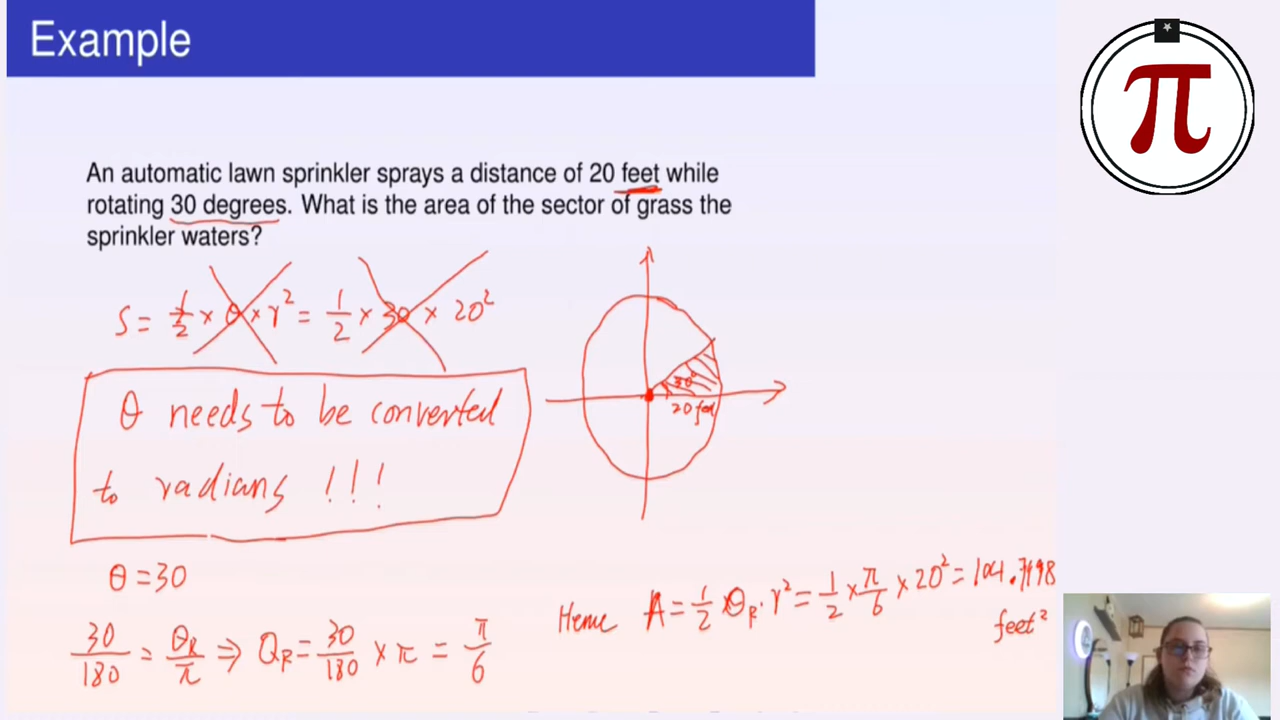 Example
π
An automatic lawn sprinkler sprays a distance of 20 feet while
rotating 30 degrees. What is the area of the sector of grass the
sprinkler waters?
S = 1/2 × θ × r² = 1/2 × 30 × 20²
θ needs to be converted
to radians !!!
30°
20 feet
θ = 30
30/180 = θR/π ⇒ θR = 30/180 × π = π/6
Hence A = 1/2 × θR · r² = 1/2 × π/6 × 20² = 104.7198
feet²